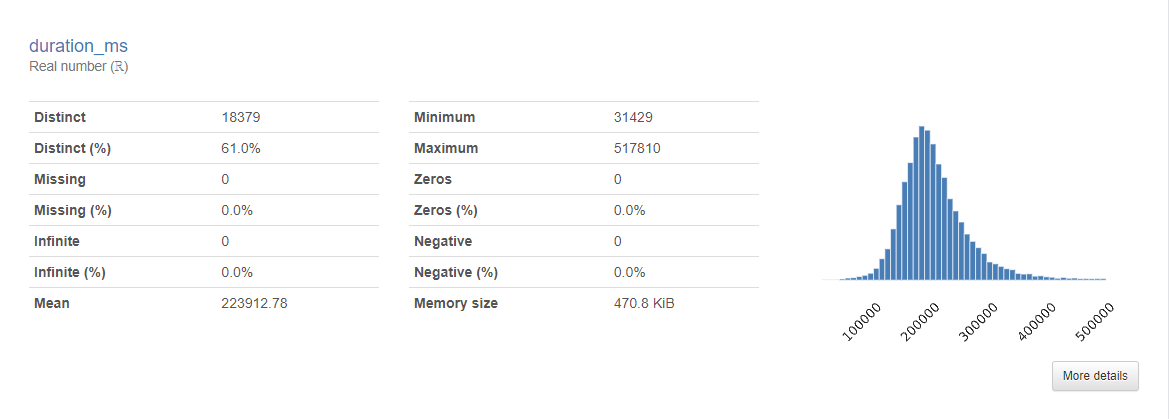 duration_ms
Real number (ℝ)
Distinct 18379
Distinct (%) 61.0%
Missing 0
Missing (%) 0.0%
Infinite 0
Infinite (%) 0.0%
Mean 223912.78
Minimum 31429
Maximum 517810
Zeros 0
Zeros (%) 0.0%
Negative 0
Negative (%) 0.0%
Memory size 470.8 KiB
100000
200000
300000
400000
500000
More details